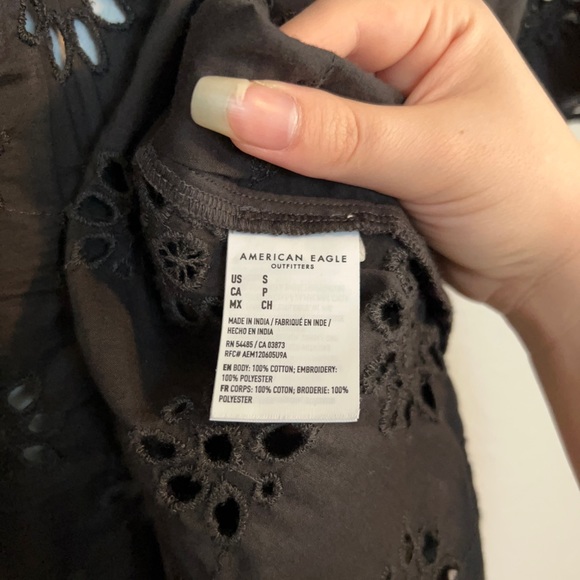 AMERICAN EAGLE
OUTFITTERS
US S
CA P
MX CH
MADE IN INDIA / FABRIQUÉ EN INDE /
HECHO EN INDIA
RN 54485 / CA 03873
RFC# AEM120605U9A
EN BODY: 100% COTTON; EMBROIDERY:
100% POLYESTER
FR CORPS: 100% COTON; BRODERIE: 100%
POLYESTER